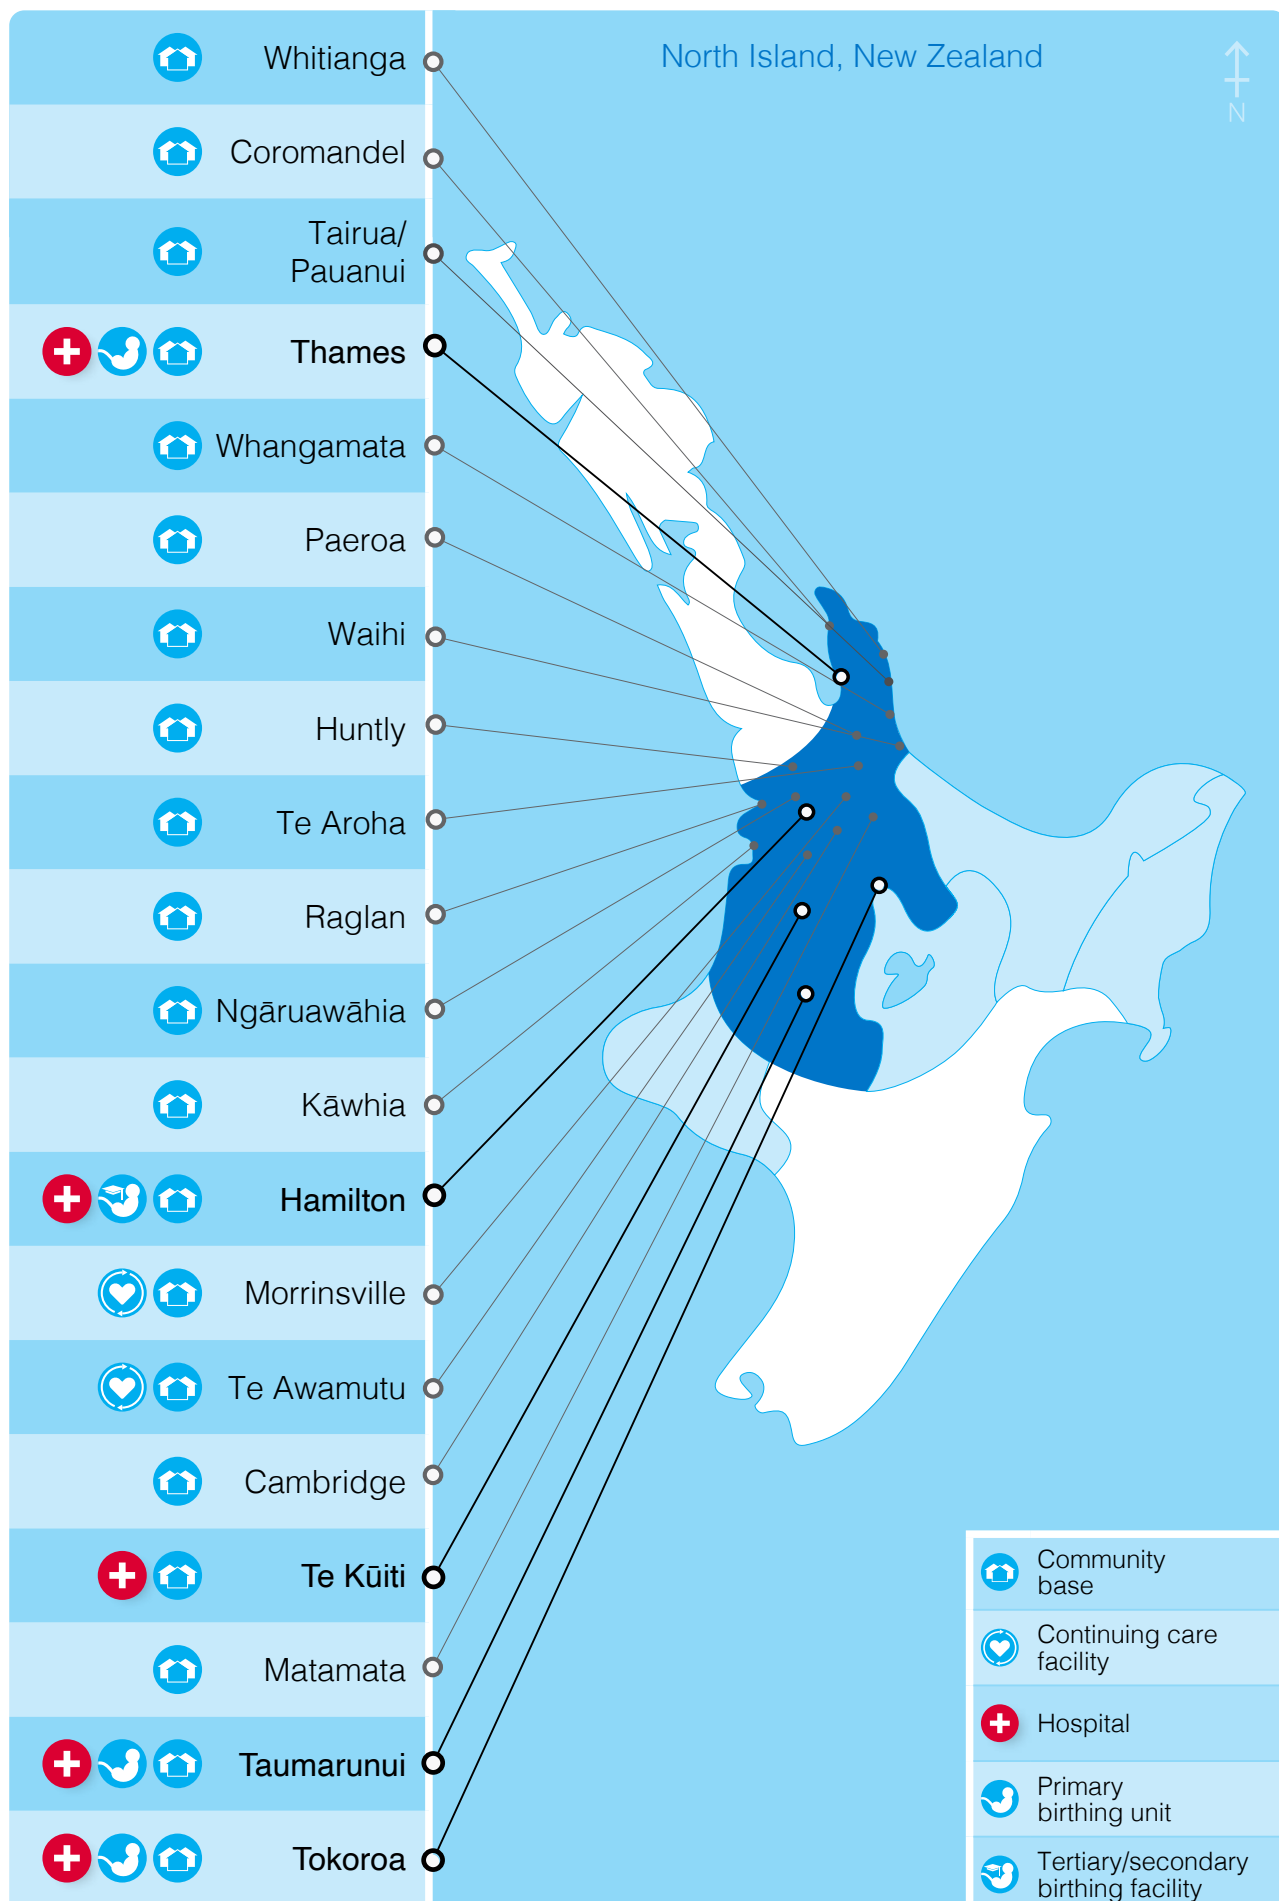 North Island, New Zealand
N
Whitianga
Coromandel
Tairua/
Pauanui
Thames
Whangamata
Paeroa
Waihi
Huntly
Te Aroha
Raglan
Ngāruawāhia
Kāwhia
Hamilton
Morrinsville
Te Awamutu
Cambridge
Te Kūiti
Matamata
Taumarunui
Tokoroa
Community
base
Continuing care
facility
Hospital
Primary
birthing unit
Tertiary/secondary
birthing facility